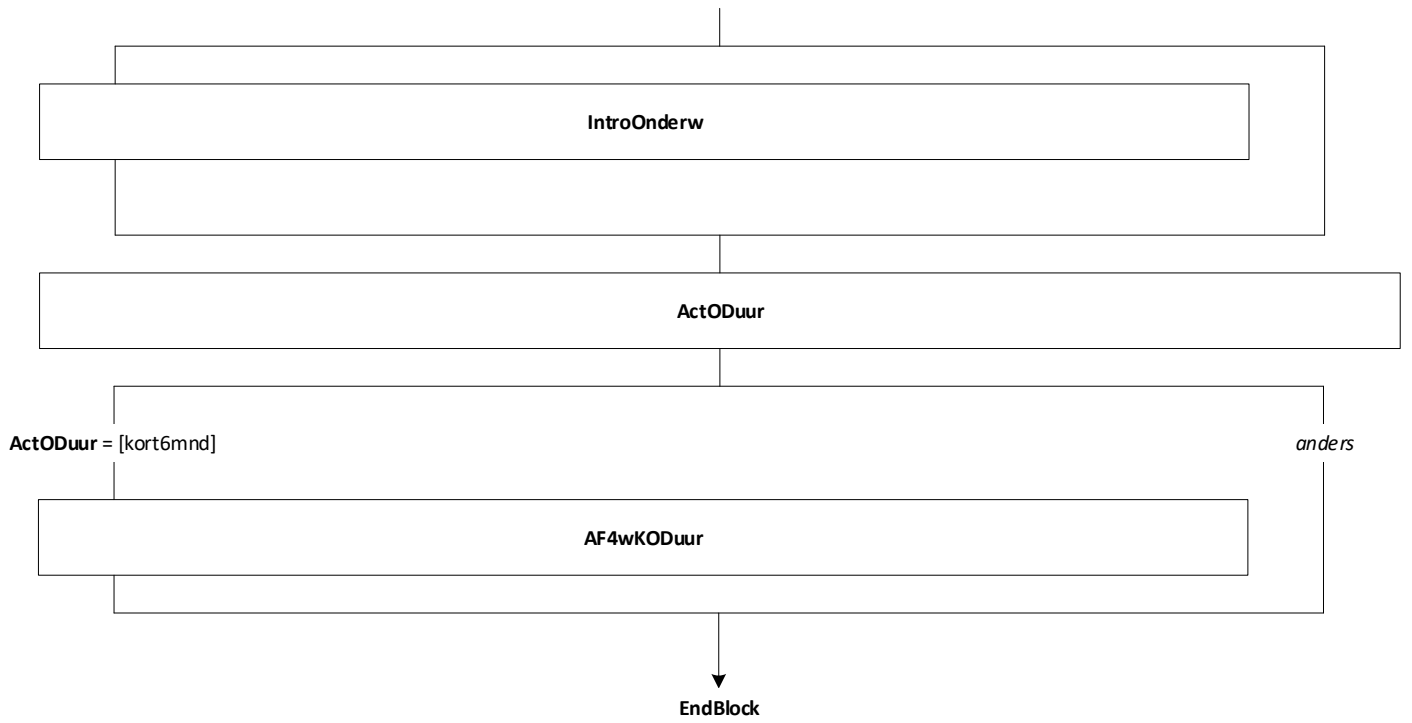 IntroOnderw
ActODuur
ActODuur = [kort6mnd]
anders
AF4wKODuur
EndBlock